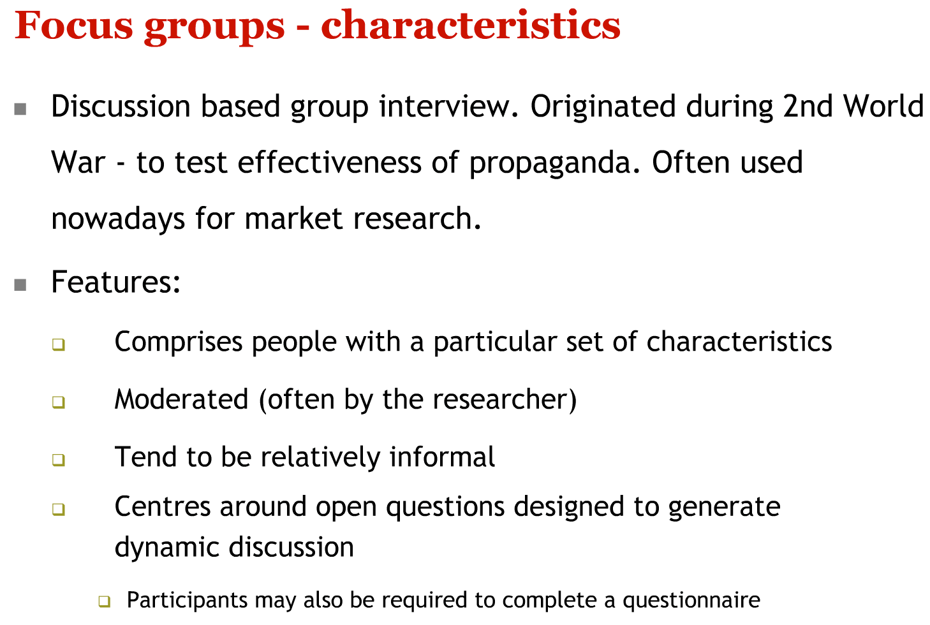 Focus groups - characteristics
Discussion based group interview. Originated during 2nd World
War - to test effectiveness of propaganda. Often used
nowadays for market research.
Features:
Comprises people with a particular set of characteristics
Moderated (often by the researcher)
Tend to be relatively informal
Centres around open questions designed to generate
dynamic discussion
Participants may also be required to complete a questionnaire